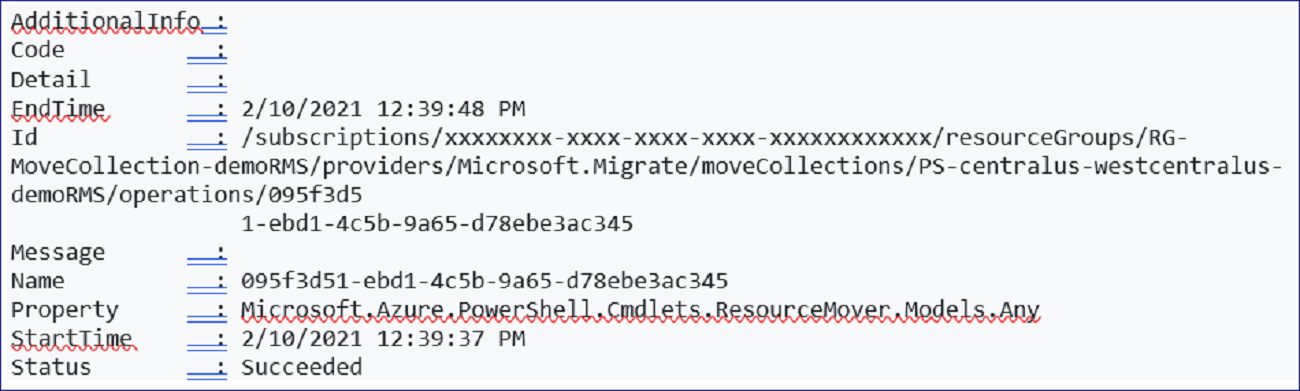 AdditionalInfo :
Code :
Detail :
EndTime : 2/10/2021 12:39:48 PM
Id : /subscriptions/xxxxxxxx-xxxx-xxxx-xxxx-xxxxxxxxxxxx/resourceGroups/RG-
MoveCollection-demoRMS/providers/Microsoft.Migrate/moveCollections/PS-centralus-westcentralus-
demoRMS/operations/095f3d5
1-ebd1-4c5b-9a65-d78ebe3ac345
Message :
Name : 095f3d51-ebd1-4c5b-9a65-d78ebe3ac345
Property : Microsoft.Azure.PowerShell.Cmdlets.ResourceMover.Models.Any
StartTime : 2/10/2021 12:39:37 PM
Status : Succeeded